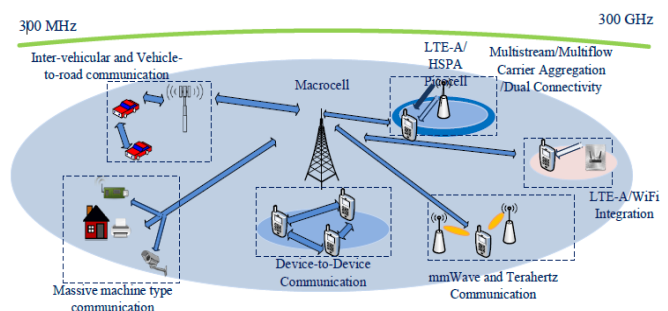 300 MHz
300 GHz
Inter-vehicular and Vehicle-
to-road communication
Macrocell
LTE-A/
HSPA
Picocell
Multistream/Multiflow
Carrier Aggregation
/Dual Connectivity
LTE-A/WiFi
Integration
Device-to-Device
Communication
mmWave and Terahertz
Communication
Massive machine type
communication